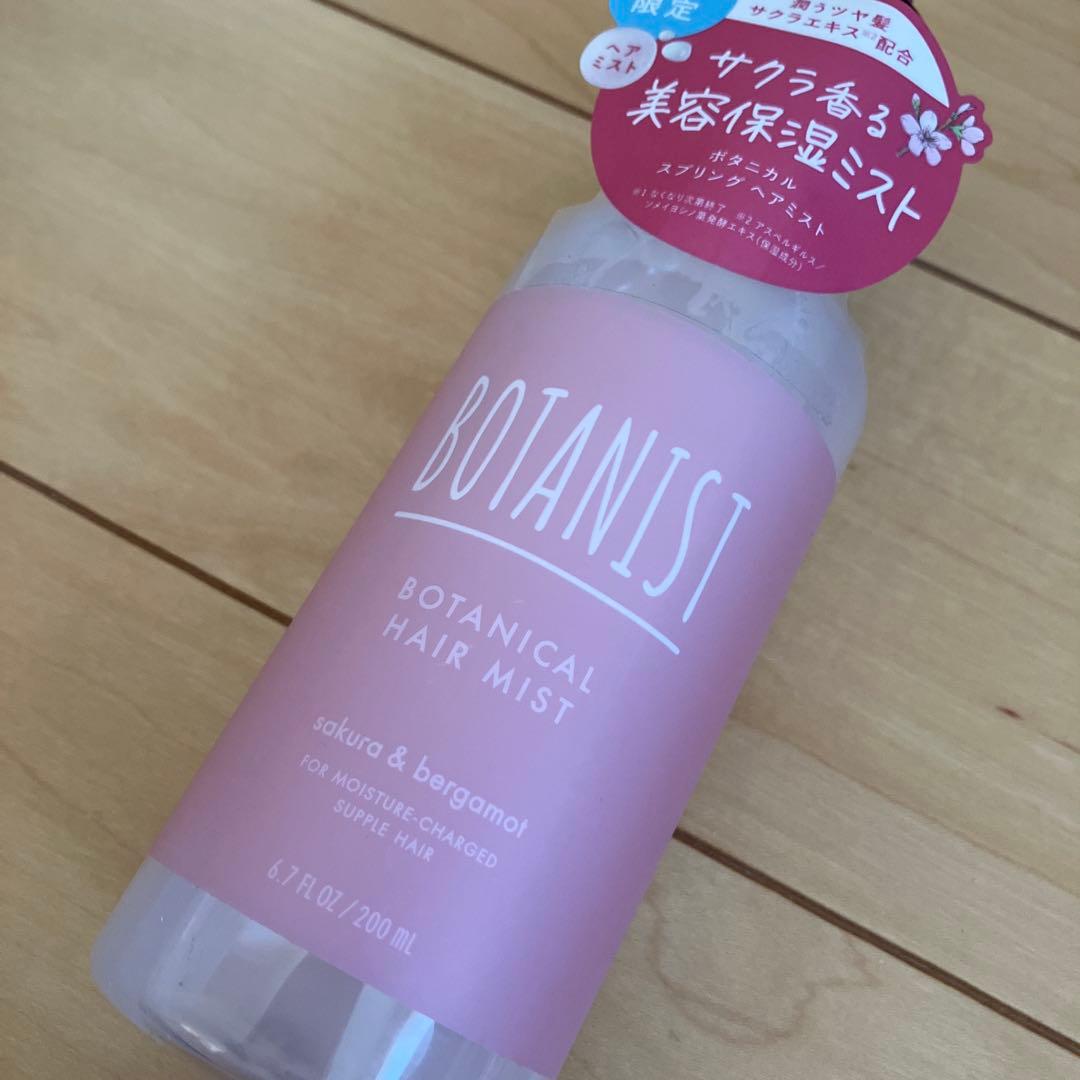 限定
潤うツヤ髪
サクラエキス※2配合
ヘア
ミスト
サクラ香る
美容保湿ミスト
ボタニカル
スプリング ヘアミスト
※1 なくなり次第終了 ※2 アスペルギルス/
ソメイヨシノ葉発酵エキス(保湿成分)
BOTANIST
BOTANICAL
HAIR MIST
sakura & bergamot
FOR MOISTURE-CHARGED
SUPPLE HAIR
6.7 FL OZ / 200 mL